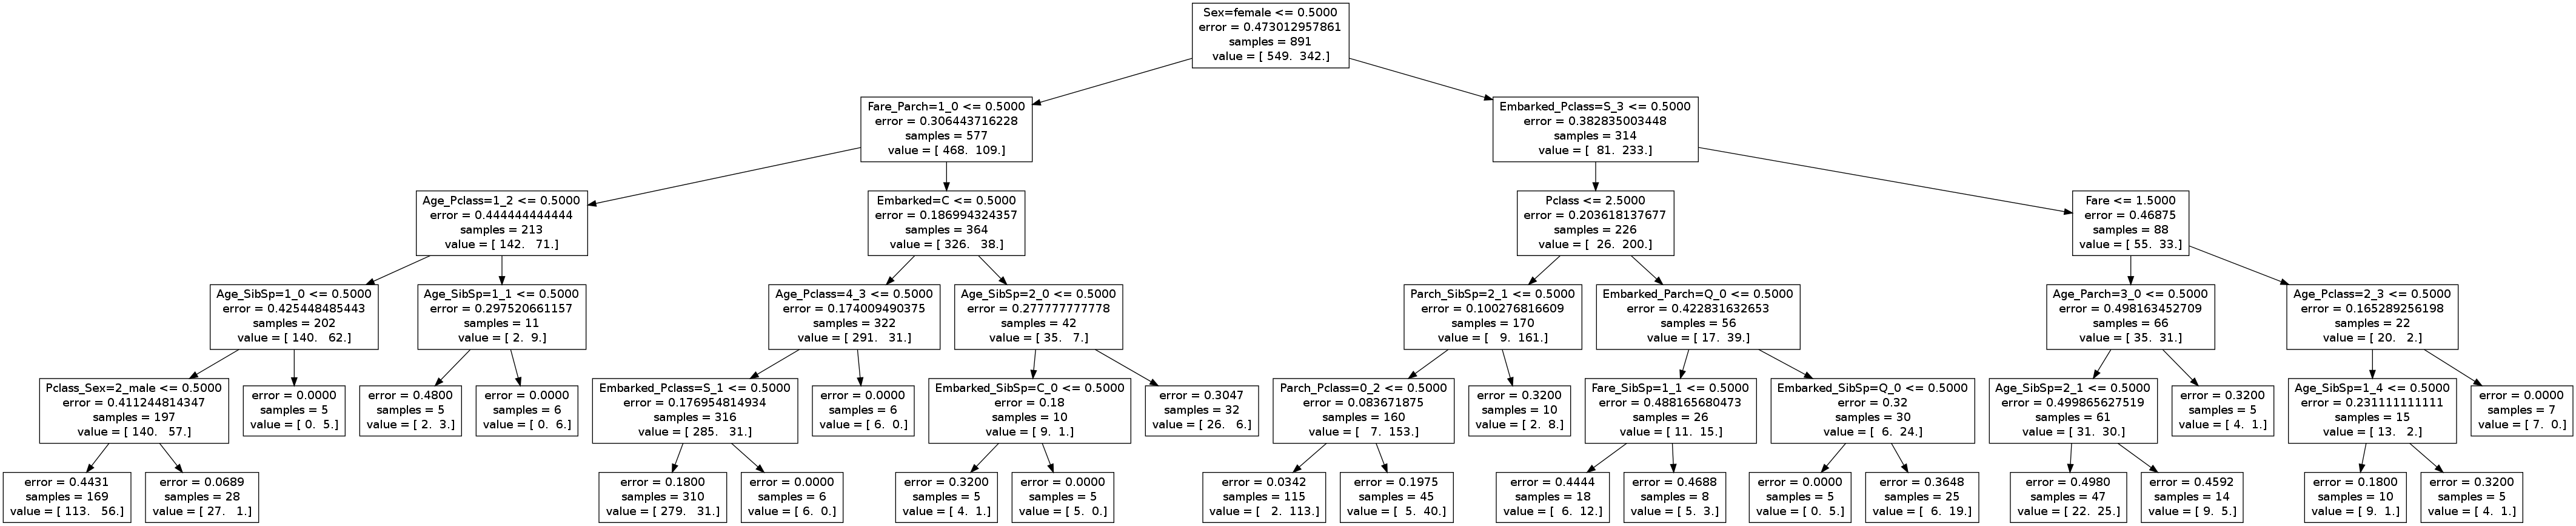 Sex=female <= 0.5000
error = 0.473012957861
samples = 891
value = [ 549.  342.]
Fare_Parch=1_0 <= 0.5000
error = 0.306443716228
samples = 577
value = [ 468.  109.]
Embarked_Pclass=S_3 <= 0.5000
error = 0.382835003448
samples = 314
value = [  81.  233.]
Age_Pclass=1_2 <= 0.5000
error = 0.444444444444
samples = 213
value = [ 142.   71.]
Embarked=C <= 0.5000
error = 0.186994324357
samples = 364
value = [ 326.   38.]
Pclass <= 2.5000
error = 0.203618137677
samples = 226
value = [  26.  200.]
Fare <= 1.5000
error = 0.46875
samples = 88
value = [ 55.  33.]
Age_SibSp=1_0 <= 0.5000
error = 0.425448485443
samples = 202
value = [ 140.   62.]
Age_SibSp=1_1 <= 0.5000
error = 0.297520661157
samples = 11
value = [ 2.  9.]
Age_Pclass=4_3 <= 0.5000
error = 0.174009490375
samples = 322
value = [ 291.   31.]
Age_SibSp=2_0 <= 0.5000
error = 0.277777777778
samples = 42
value = [ 35.   7.]
Parch_SibSp=2_1 <= 0.5000
error = 0.100276816609
samples = 170
value = [   9.  161.]
Embarked_Parch=Q_0 <= 0.5000
error = 0.422831632653
samples = 56
value = [ 17.  39.]
Age_Parch=3_0 <= 0.5000
error = 0.498163452709
samples = 66
value = [ 35.  31.]
Age_Pclass=2_3 <= 0.5000
error = 0.165289256198
samples = 22
value = [ 20.   2.]
Pclass_Sex=2_male <= 0.5000
error = 0.411244814347
samples = 197
value = [ 140.   57.]
error = 0.0000
samples = 5
value = [ 0.  5.]
error = 0.4800
samples = 5
value = [ 2.  3.]
error = 0.0000
samples = 6
value = [ 0.  6.]
Embarked_Pclass=S_1 <= 0.5000
error = 0.176954814934
samples = 316
value = [ 285.   31.]
error = 0.0000
samples = 6
value = [ 6.  0.]
Embarked_SibSp=C_0 <= 0.5000
error = 0.18
samples = 10
value = [ 9.  1.]
error = 0.3047
samples = 32
value = [ 26.   6.]
Parch_Pclass=0_2 <= 0.5000
error = 0.083671875
samples = 160
value = [   7.  153.]
error = 0.3200
samples = 10
value = [ 2.  8.]
Fare_SibSp=1_1 <= 0.5000
error = 0.488165680473
samples = 26
value = [ 11.  15.]
Embarked_SibSp=Q_0 <= 0.5000
error = 0.32
samples = 30
value = [  6.  24.]
Age_SibSp=2_1 <= 0.5000
error = 0.499865627519
samples = 61
value = [ 31.  30.]
error = 0.3200
samples = 5
value = [ 4.  1.]
Age_SibSp=1_4 <= 0.5000
error = 0.231111111111
samples = 15
value = [ 13.   2.]
error = 0.0000
samples = 7
value = [ 7.  0.]
error = 0.4431
samples = 169
value = [ 113.   56.]
error = 0.0689
samples = 28
value = [ 27.   1.]
error = 0.1800
samples = 310
value = [ 279.   31.]
error = 0.0000
samples = 6
value = [ 6.  0.]
error = 0.3200
samples = 5
value = [ 4.  1.]
error = 0.0000
samples = 5
value = [ 5.  0.]
error = 0.0342
samples = 115
value = [   2.  113.]
error = 0.1975
samples = 45
value = [  5.  40.]
error = 0.4444
samples = 18
value = [  6.  12.]
error = 0.4688
samples = 8
value = [ 5.  3.]
error = 0.0000
samples = 5
value = [ 0.  5.]
error = 0.3648
samples = 25
value = [  6.  19.]
error = 0.4980
samples = 47
value = [ 22.  25.]
error = 0.4592
samples = 14
value = [ 9.  5.]
error = 0.1800
samples = 10
value = [ 9.  1.]
error = 0.3200
samples = 5
value = [ 4.  1.]